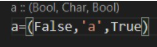 a :: (Bool, Char, Bool)
a=(False,'a',True)